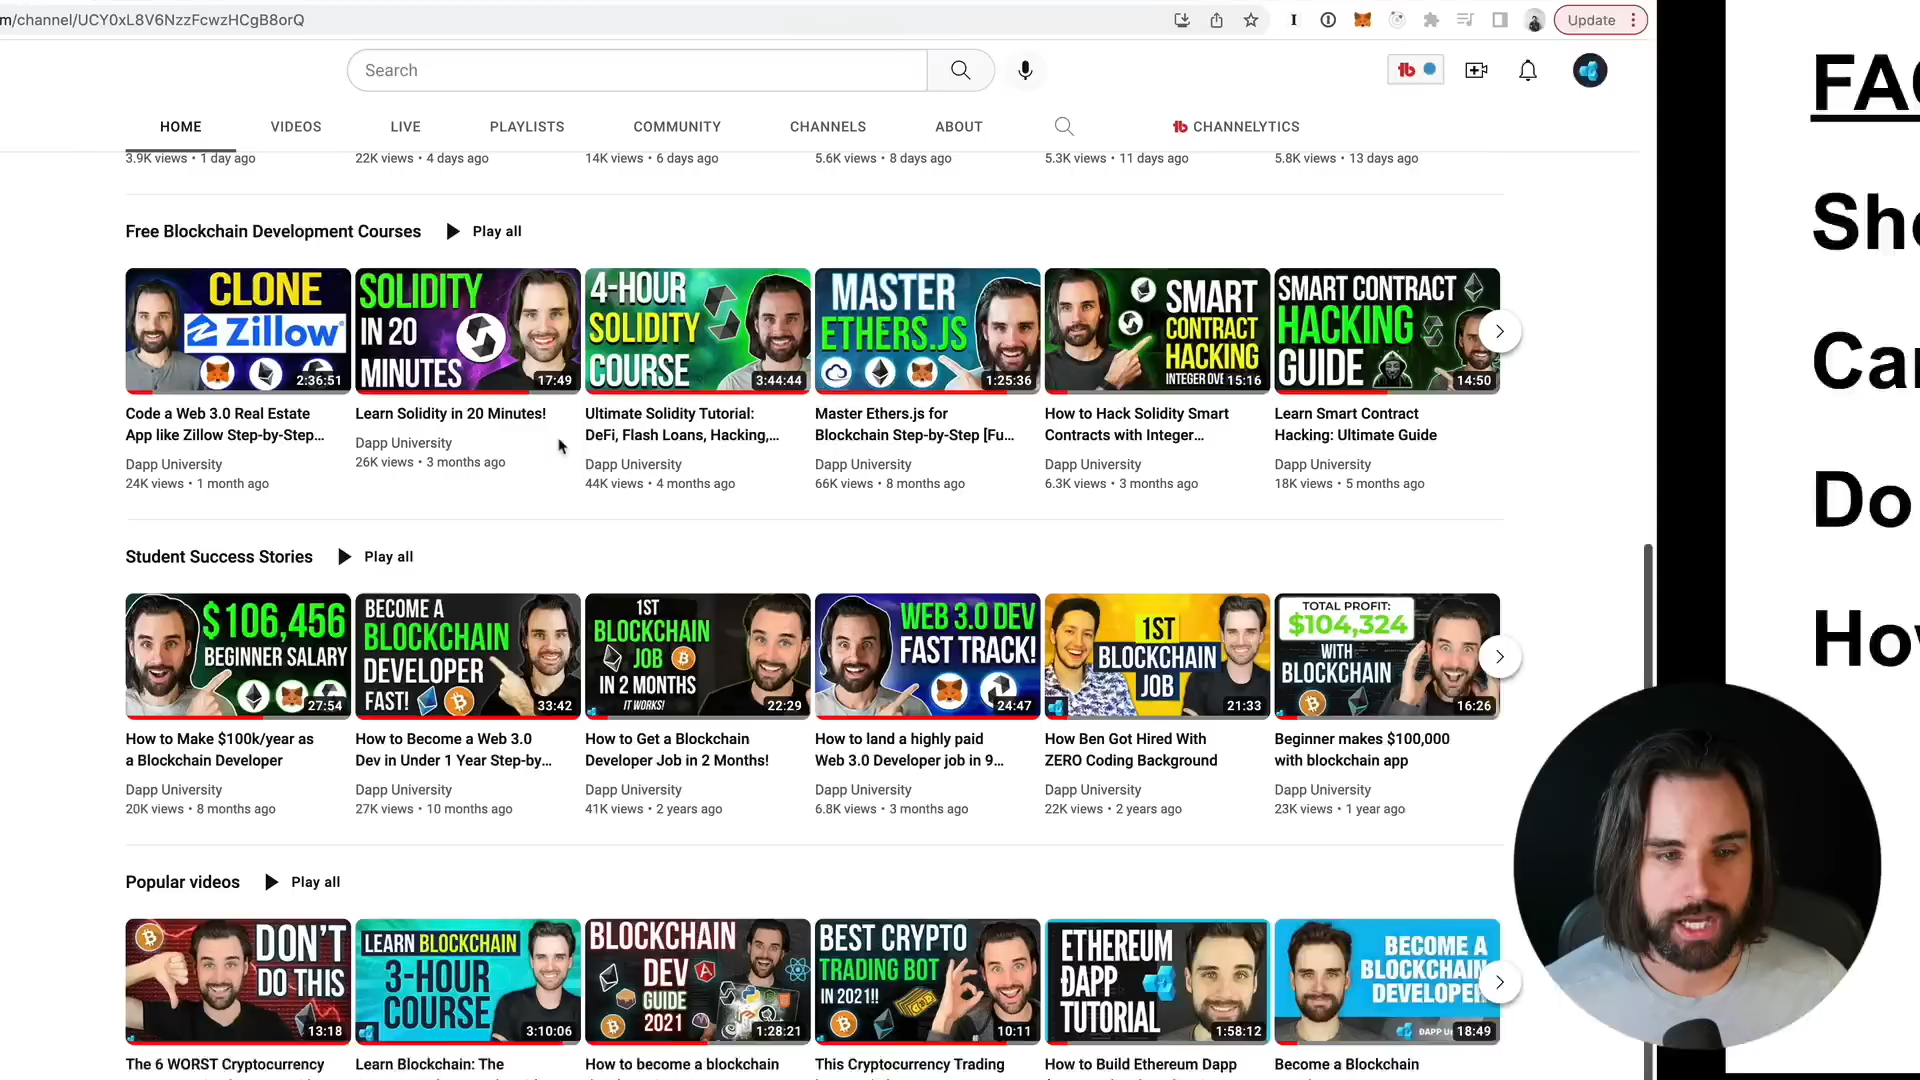 m/channel/UCY0xL8V6NzzFcwzHCgB8orQ
Update
Search
HOME
VIDEOS
LIVE
PLAYLISTS
COMMUNITY
CHANNELS
ABOUT
CHANNELYTICS
3.9K views • 1 day ago
22K views • 4 days ago
14K views • 6 days ago
5.6K views • 8 days ago
5.3K views • 11 days ago
5.8K views • 13 days ago
Free Blockchain Development Courses
Play all
CLONE
Zillow
2:36:51
SOLIDITY
IN 20
MINUTES
17:49
4-HOUR
SOLIDITY
COURSE
3:44:44
MASTER
ETHERS.JS
1:25:36
SMART
CONTRACT
HACKING
INTEGER OVE
15:16
SMART CONTRACT
HACKING
GUIDE
14:50
Code a Web 3.0 Real Estate
App like Zillow Step-by-Step...
Dapp University
24K views • 1 month ago
Learn Solidity in 20 Minutes!
Dapp University
26K views • 3 months ago
Ultimate Solidity Tutorial:
DeFi, Flash Loans, Hacking,...
Dapp University
44K views • 4 months ago
Master Ethers.js for
Blockchain Step-by-Step [Fu...
Dapp University
66K views • 8 months ago
How to Hack Solidity Smart
Contracts with Integer...
Dapp University
6.3K views • 3 months ago
Learn Smart Contract
Hacking: Ultimate Guide
Dapp University
18K views • 5 months ago
Student Success Stories
Play all
$106,456
BEGINNER SALARY
27:54
BECOME A
BLOCKCHAIN
DEVELOPER
FAST!
33:42
1ST
BLOCKCHAIN
JOB
IN 2 MONTHS
IT WORKS!
22:29
WEB 3.0 DEV
FAST TRACK!
24:47
1ST
BLOCKCHAIN
JOB
21:33
TOTAL PROFIT:
$104,324
WITH
BLOCKCHAIN
16:26
How to Make $100k/year as
a Blockchain Developer
Dapp University
20K views • 8 months ago
How to Become a Web 3.0
Dev in Under 1 Year Step-by...
Dapp University
27K views • 10 months ago
How to Get a Blockchain
Developer Job in 2 Months!
Dapp University
41K views • 2 years ago
How to land a highly paid
Web 3.0 Developer job in 9...
Dapp University
6.8K views • 3 months ago
How Ben Got Hired With
ZERO Coding Background
Dapp University
22K views • 2 years ago
Beginner makes $100,000
with blockchain app
Dapp University
23K views • 1 year ago
Popular videos
Play all
DON'T
DO THIS
13:18
LEARN BLOCKCHAIN
3-HOUR
COURSE
3:10:06
BLOCKCHAIN
DEV
GUIDE
2021
1:28:21
BEST CRYPTO
TRADING BOT
IN 2021!!
10:11
ETHEREUM
ĐAPP
TUTORIAL
1:58:12
BECOME A
BLOCKCHAIN
DEVELOPER
18:49
The 6 WORST Cryptocurrency
Learn Blockchain: The
How to become a blockchain
This Cryptocurrency Trading
How to Build Ethereum Dapp
Become a Blockchain
FA
Sh
Ca
Do
Ho